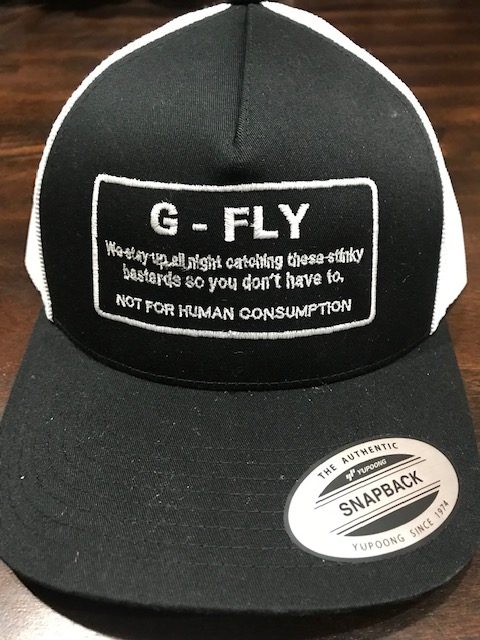 G - FLY
We stay up all night catching these stinky
bastards so you don't have to.
NOT FOR HUMAN CONSUMPTION
THE AUTHENTIC
YUPOONG
SNAPBACK
YUPOONG SINCE 1974